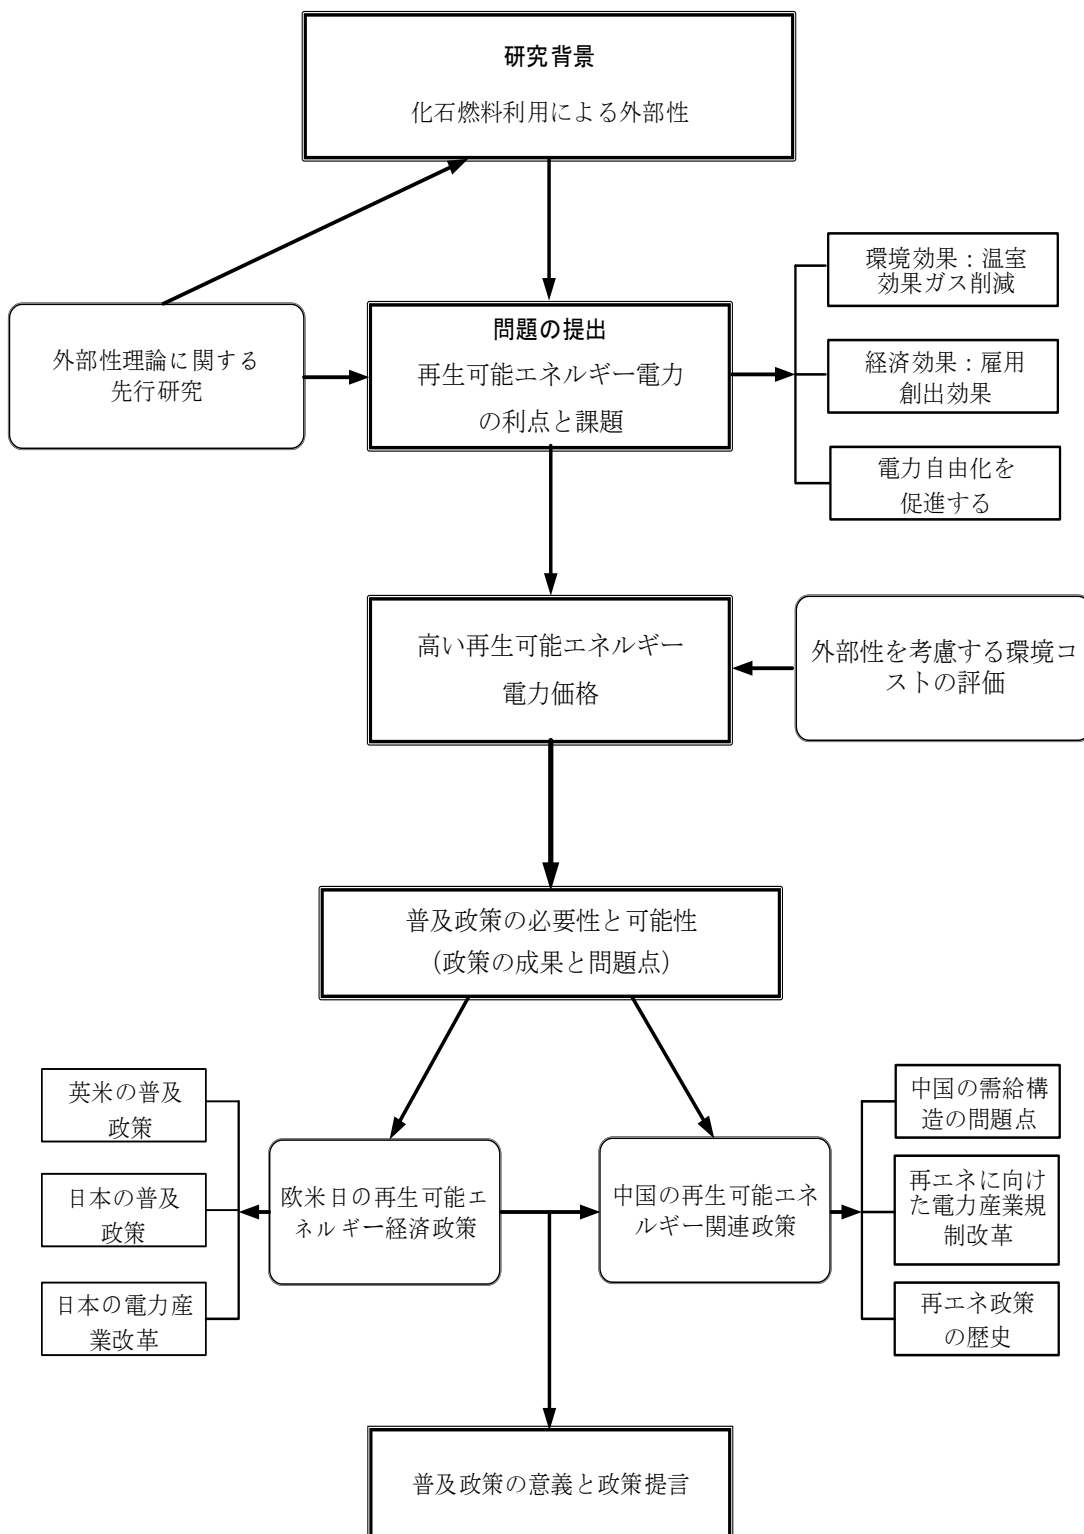 研究背景
化石燃料利用による外部性
外部性理論に関する
先行研究
問題の提出
再生可能エネルギー電力
の利点と課題
環境効果：温室
効果ガス削減
経済効果：雇用
創出効果
電力自由化を
促進する
高い再生可能エネルギー
電力価格
外部性を考慮する環境コ
ストの評価
普及政策の必要性と可能性
（政策の成果と問題点）
英米の普及
政策
日本の普及
政策
日本の電力産
業改革
欧米日の再生可能エ
ネルギー経済政策
中国の再生可能エネ
ルギー関連政策
中国の需給構
造の問題点
再エネに向け
た電力産業規
制改革
再エネ政策
の歴史
普及政策の意義と政策提言